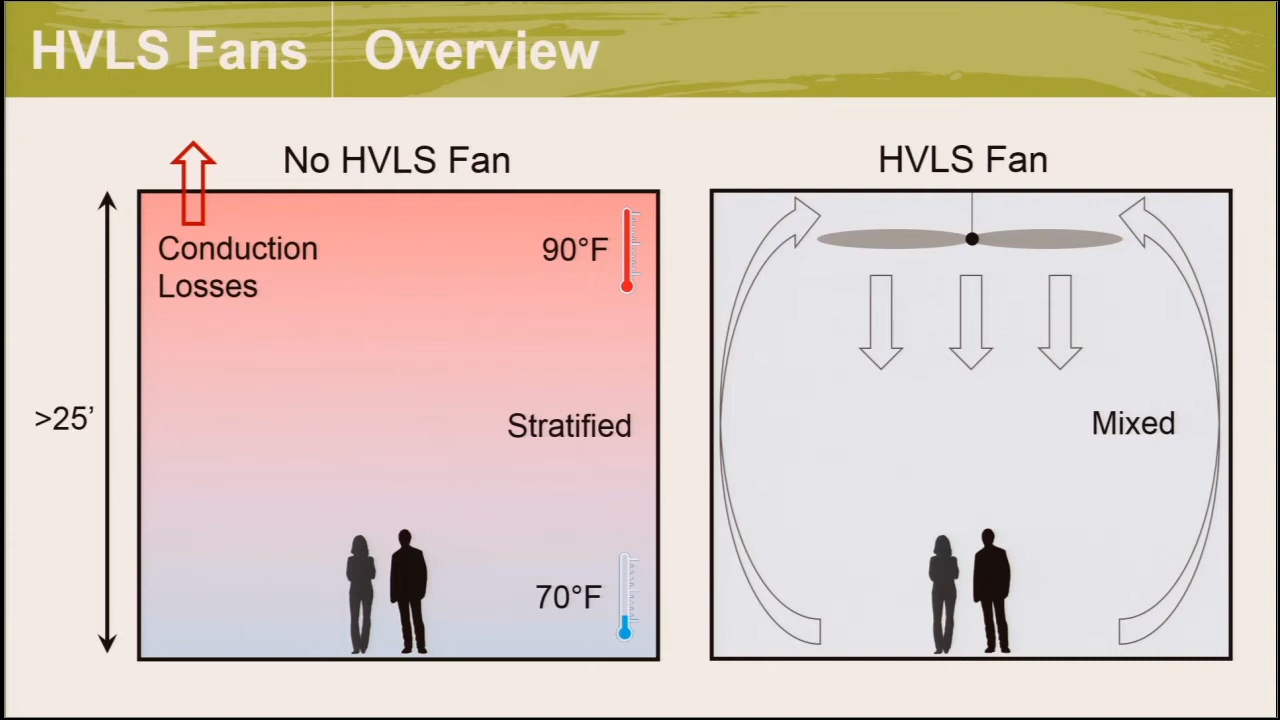 HVLS Fans Overview
No HVLS Fan
Conduction
Losses
90°F
>25’
Stratified
70°F
HVLS Fan
Mixed